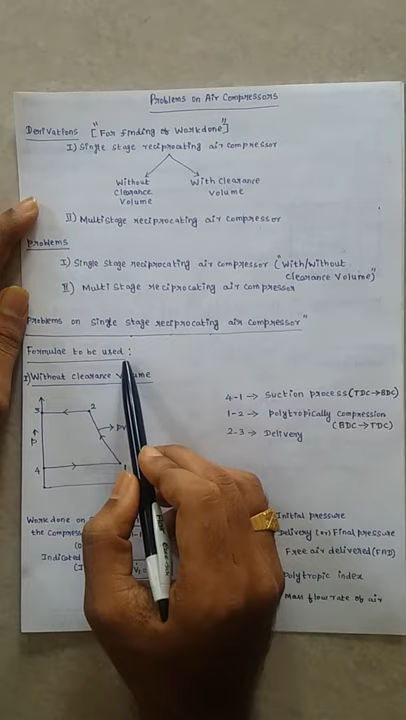 Problems on Air Compressors
Derivations ["For finding of Workdone"]
I) Single stage reciprocating air compressor
Without Clearance Volume
With Clearance Volume
II) Multistage reciprocating air compressor
Problems
I) Single stage reciprocating air compressor ("With/Without Clearance Volume")
II) Multi stage reciprocating air compressor
Problems on Single stage reciprocating air compressor"
Formulae to be used:
I) Without clearance
4-1 → Suction process (TDC→BDC)
1-2 → Polytropically Compression (BDC→TDC)
2-3 → Delivery
3
2
P
4
1
Work done on
the Compress
Indicated
Initial pressure
Delivery (or) Final pressure
Free air delivered (FAD)
Polytropic index
Mass flow rate of air